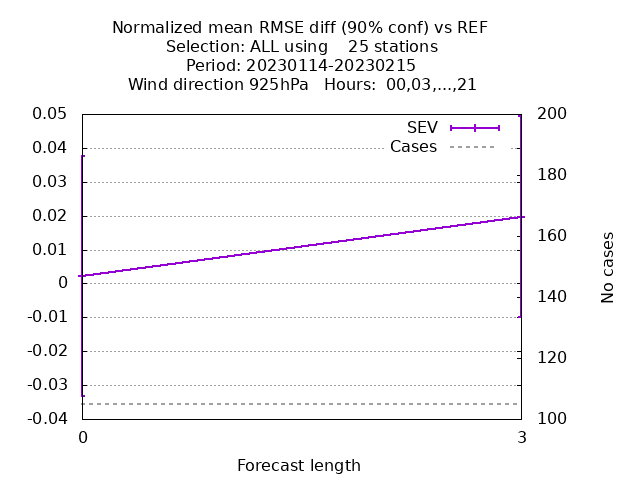 Normalized mean RMSE diff (90% conf) vs REF
Selection: ALL using    25 stations
Period: 20230114-20230215
Wind direction 925hPa   Hours:  00,03,...,21
0.05
0.04
0.03
0.02
0.01
0
-0.01
-0.02
-0.03
-0.04
SEV
Cases
200
180
160
140
120
100
No cases
0
3
Forecast length